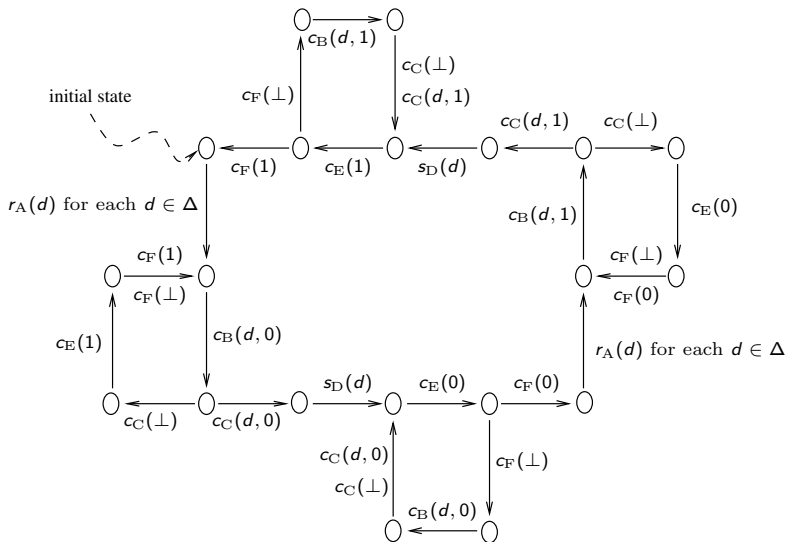 c_B(d, 1)
c_C(⊥)
c_F(⊥)
c_C(d, 1)
initial state
c_C(d, 1)
c_C(⊥)
c_F(1)
c_E(1)
s_D(d)
r_A(d) for each d ∈ Δ
c_B(d, 1)
c_E(0)
c_F(1)
c_F(⊥)
c_F(⊥)
c_F(0)
c_E(1)
c_B(d, 0)
r_A(d) for each d ∈ Δ
s_D(d)
c_E(0)
c_F(0)
c_C(⊥)
c_C(d, 0)
c_C(d, 0)
c_F(⊥)
c_C(⊥)
c_B(d, 0)